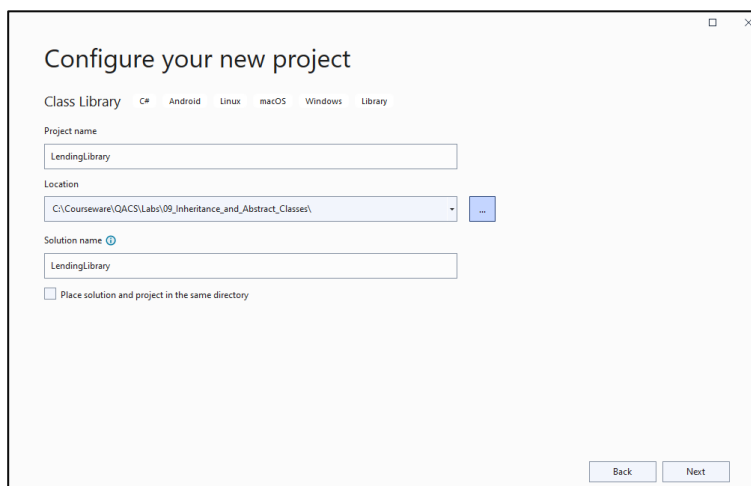 Configure your new project
Class Library C# Android Linux macOS Windows Library
Project name
LendingLibrary
Location
C:\Courseware\QACS\Labs\09_Inheritance_and_Abstract_Classes\
...
Solution name
LendingLibrary
Place solution and project in the same directory
Back Next